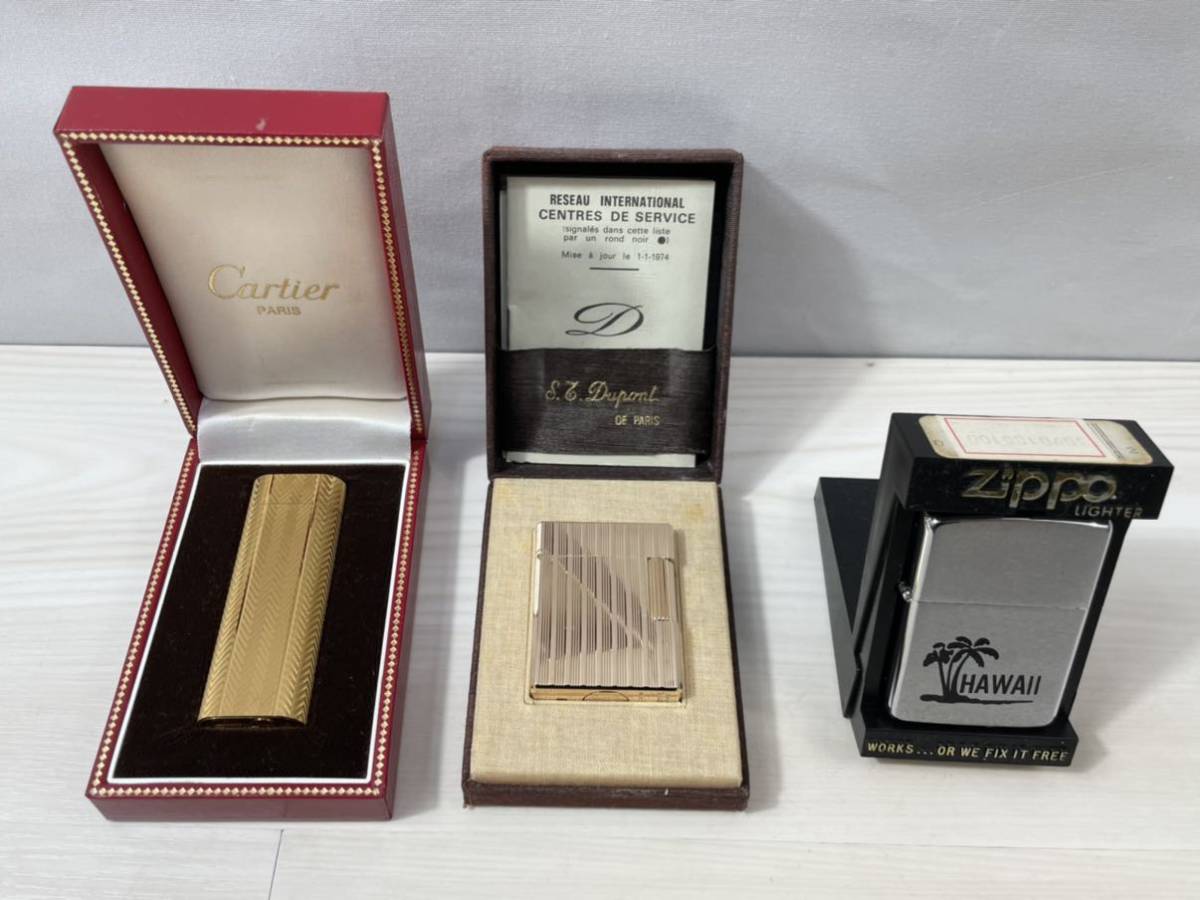 Cartier
PARIS
RESEAU INTERNATIONAL
CENTRES DE SERVICE
(signalés dans cette liste
par un rond noir ●)
Mise à jour le 1-1-1974
D
S.T. Dupont
DE PARIS
Zippo
LIGHTER
HAWAII
WORKS...OR WE FIX IT FREE